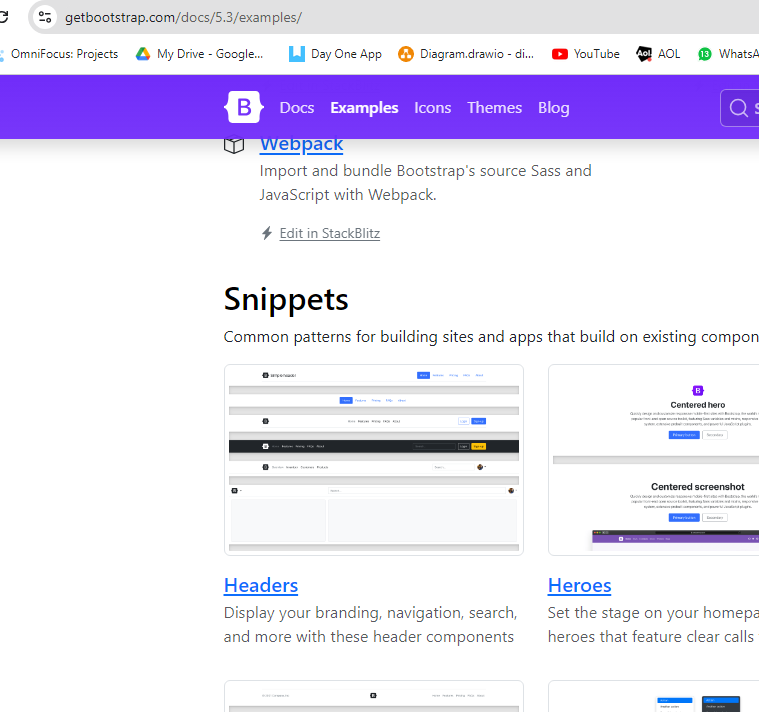 getbootstrap.com/docs/5.3/examples/
OmniFocus: Projects My Drive - Google... Day One App Diagram.drawio - di... YouTube AOL 13 WhatsA
B Docs Examples Icons Themes Blog
Webpack
Import and bundle Bootstrap's source Sass and
JavaScript with Webpack.
Edit in StackBlitz
Snippets
Common patterns for building sites and apps that build on existing compon
Simple header
Centered hero
Centered screenshot
Headers
Display your branding, navigation, search,
and more with these header components
Heroes
Set the stage on your homepa
heroes that feature clear calls